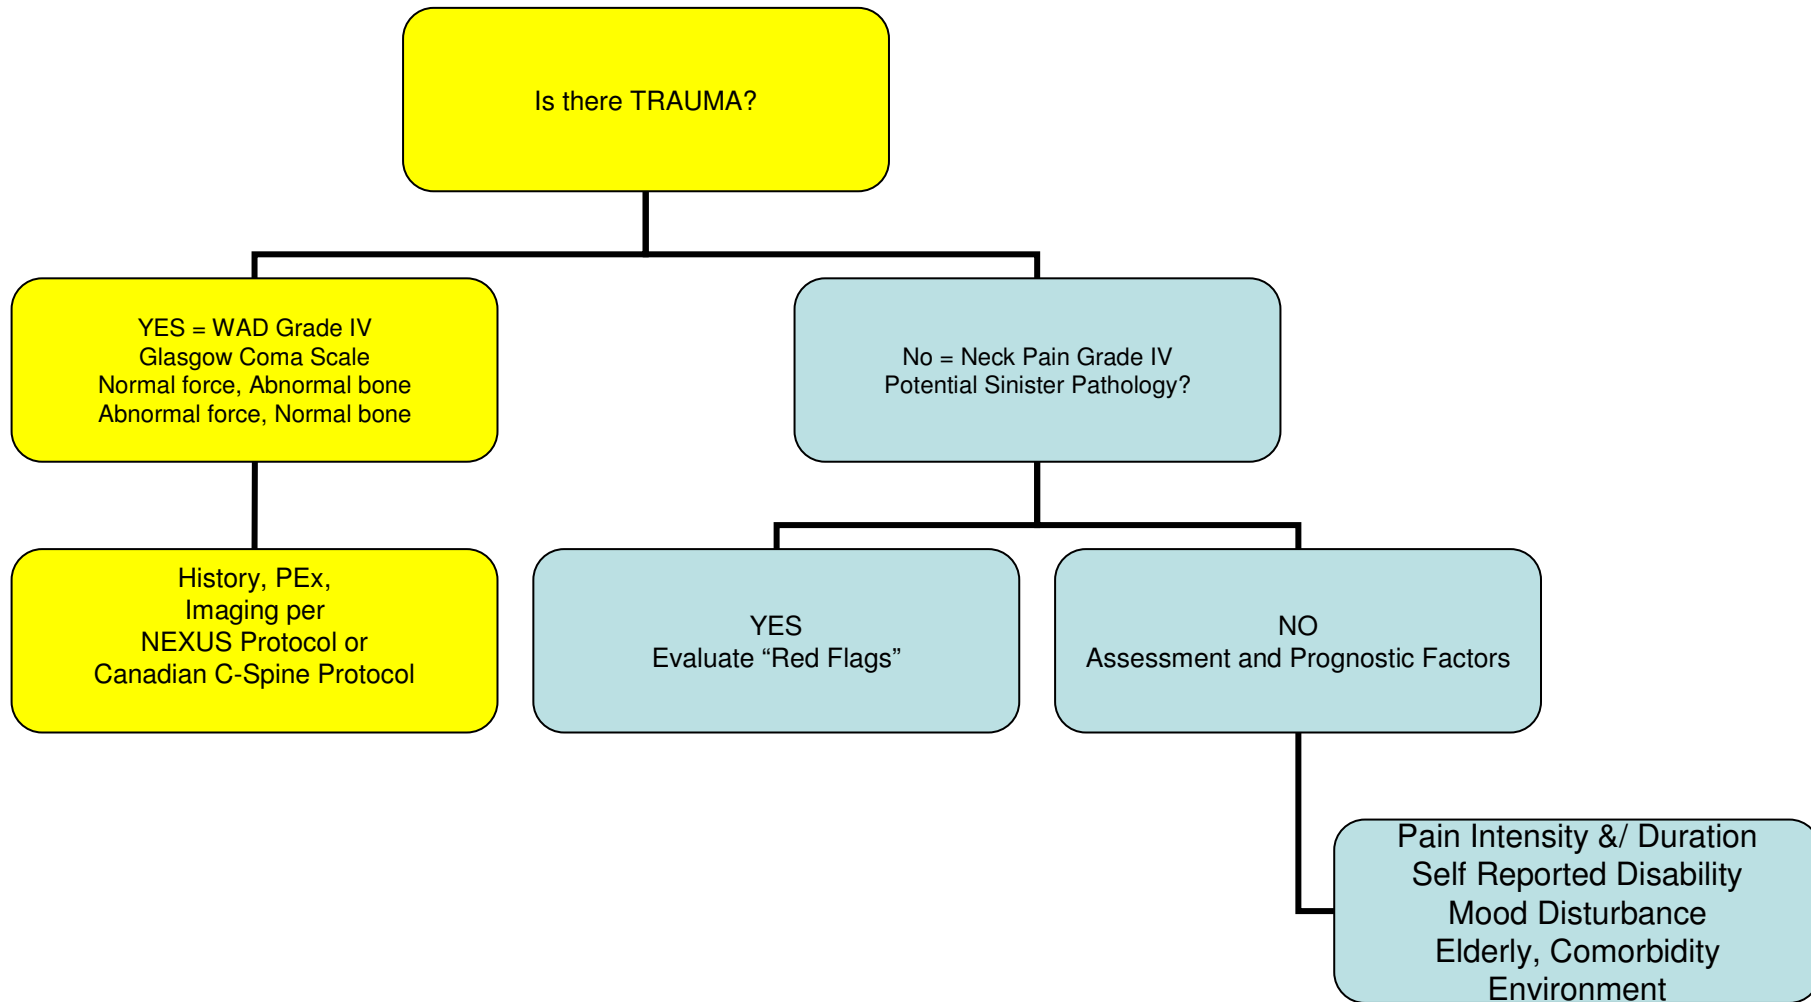 Is there TRAUMA?
YES = WAD Grade IV
Glasgow Coma Scale
Normal force, Abnormal bone
Abnormal force, Normal bone
No = Neck Pain Grade IV
Potential Sinister Pathology?
History, PEx,
Imaging per
NEXUS Protocol or
Canadian C-Spine Protocol
YES
Evaluate “Red Flags”
NO
Assessment and Prognostic Factors
Pain Intensity &/ Duration
Self Reported Disability
Mood Disturbance
Elderly, Comorbidity
Environment